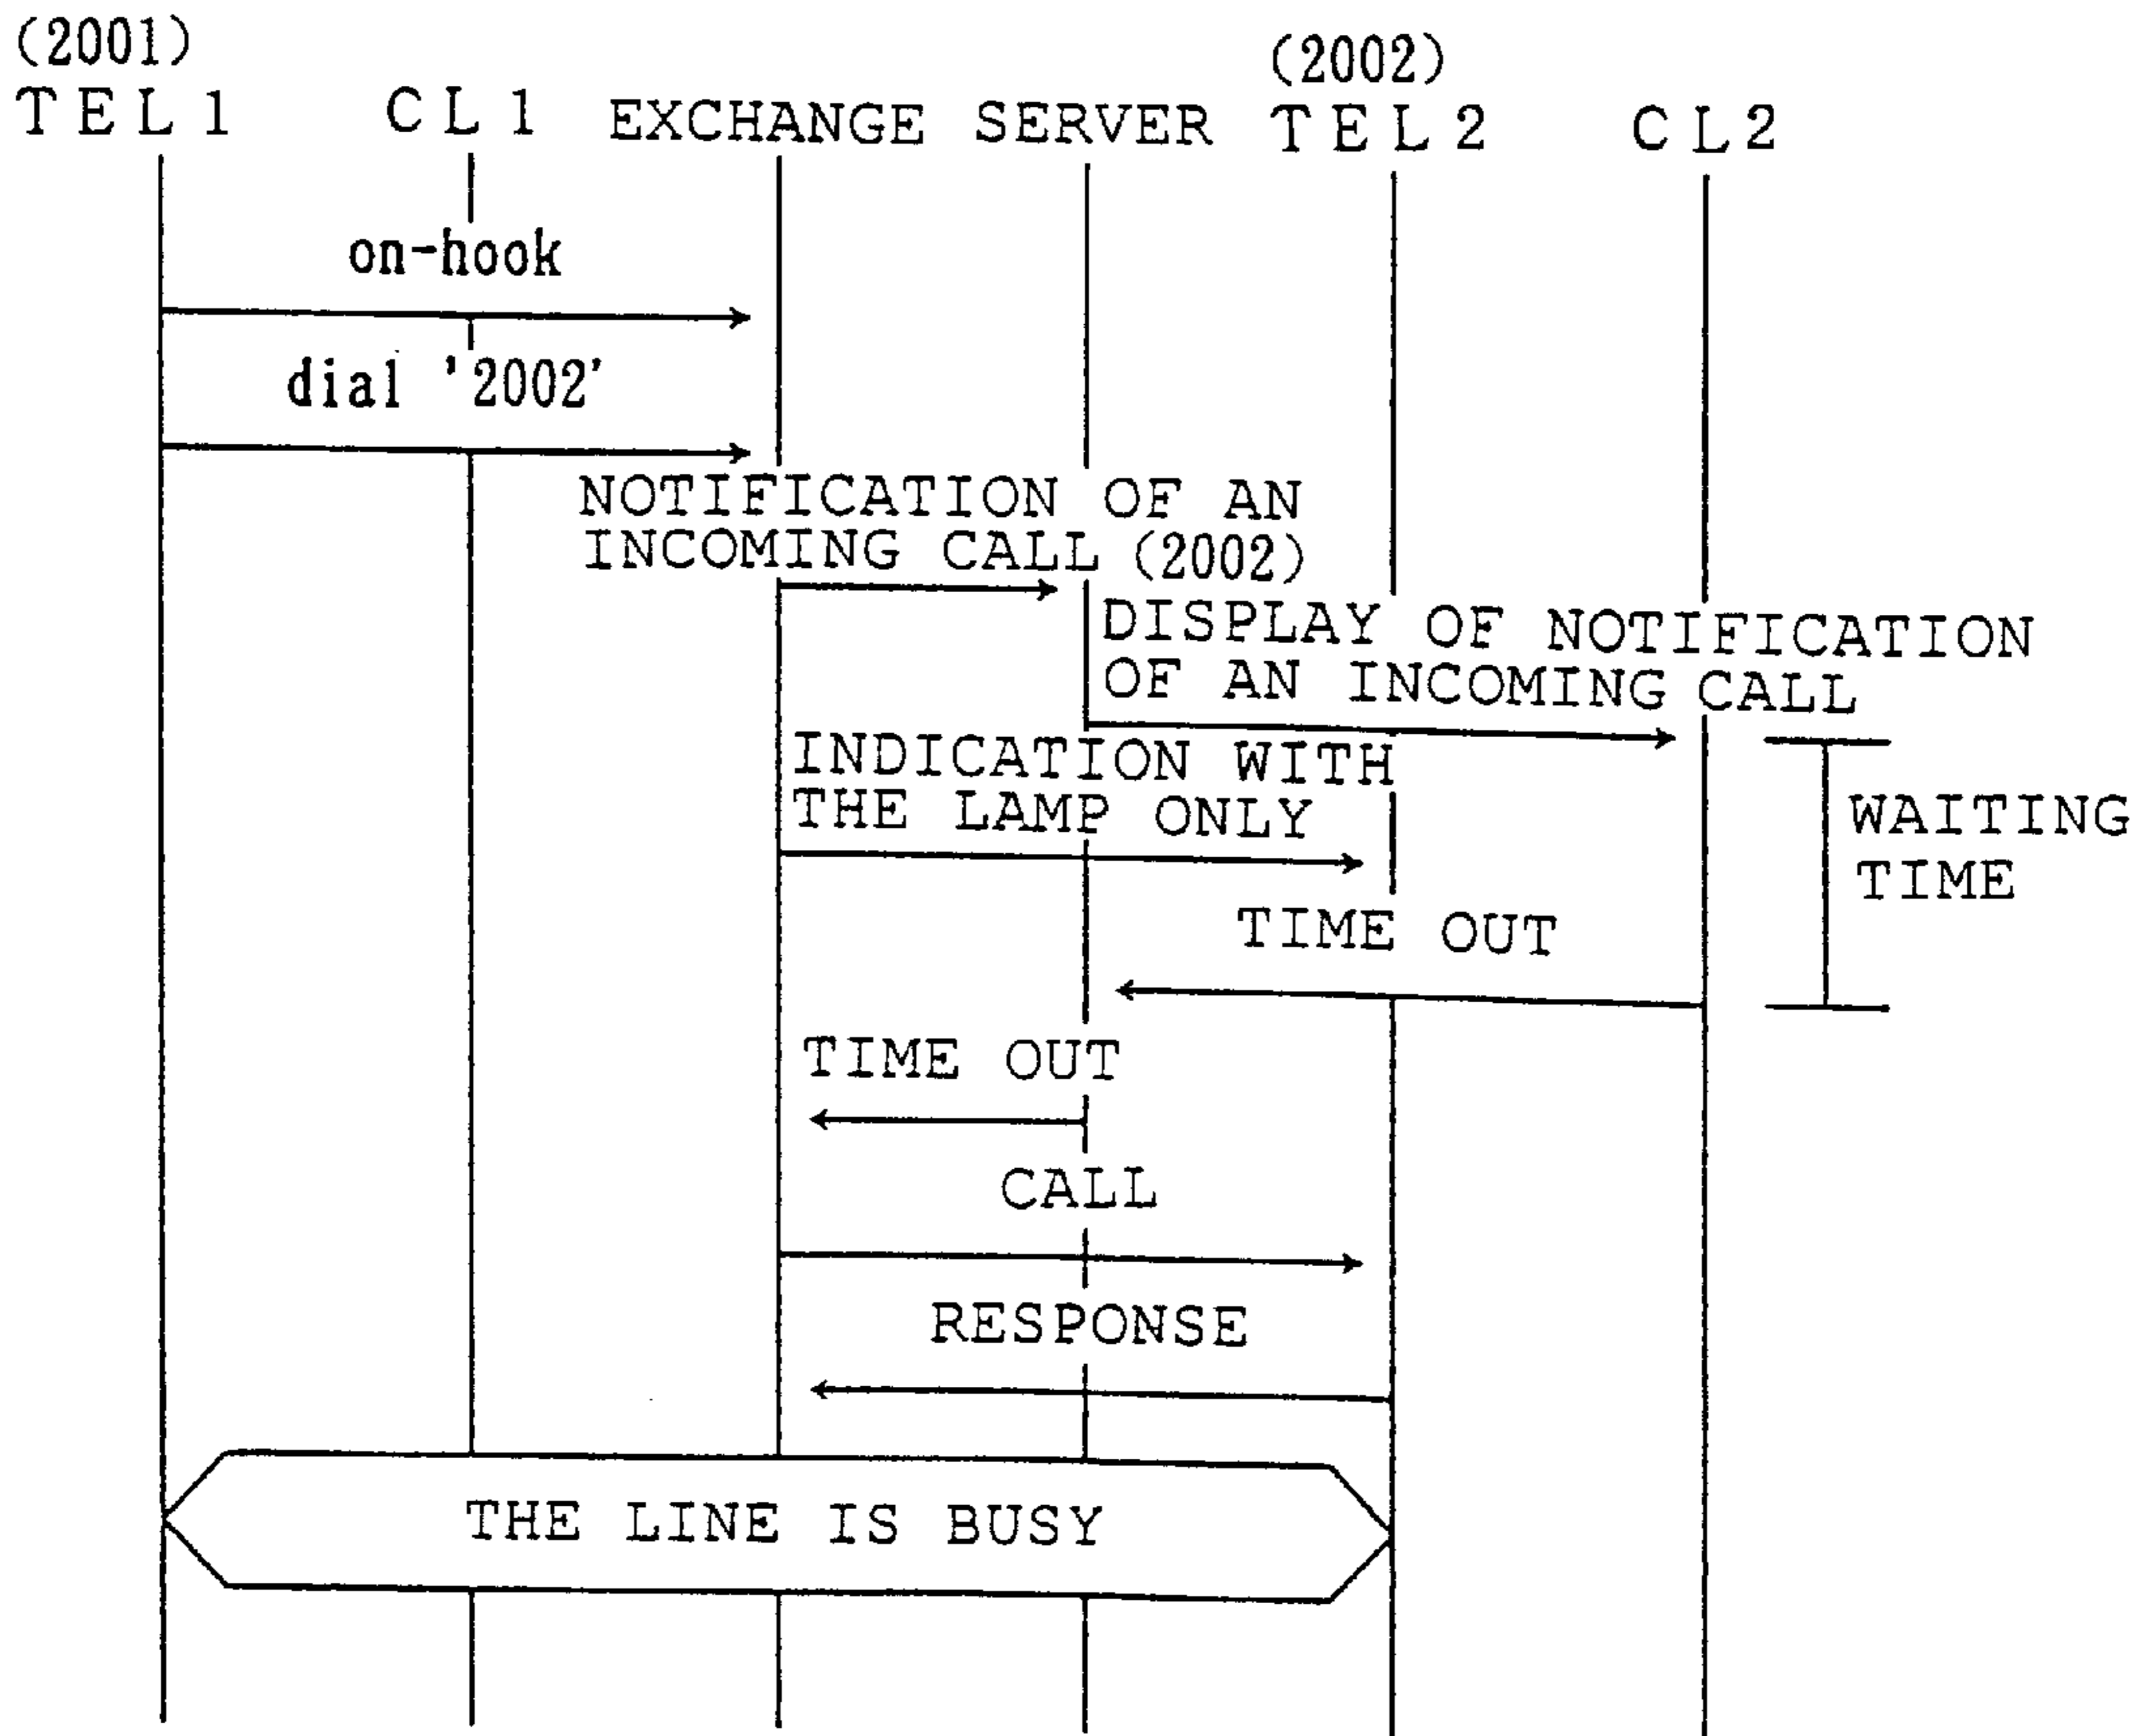 (2001)
TEL1
CL1
EXCHANGE
SERVER
(2002)
TEL2
CL2
on-hook
dial '2002'
NOTIFICATION OF AN
INCOMING CALL (2002)
DISPLAY OF NOTIFICATION
OF AN INCOMING CALL
INDICATION WITH
THE LAMP ONLY
WAITING
TIME
TIME OUT
TIME OUT
CALL
RESPONSE
THE LINE IS BUSY